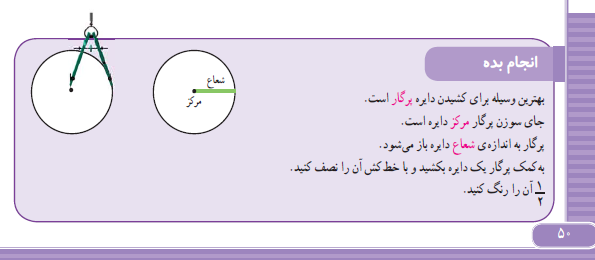 انجام بده
بهترین وسیله برای کشیدن دایره پرگار است.
جای سوزن پرگار مرکز دایره است.
پرگار به اندازه‌ی شعاع دایره باز می‌شود.
به کمک پرگار یک دایره بکشید و با خط‌کش آن را نصف کنید.
۱/۲ آن را رنگ کنید.
شعاع
مرکز
۵۰